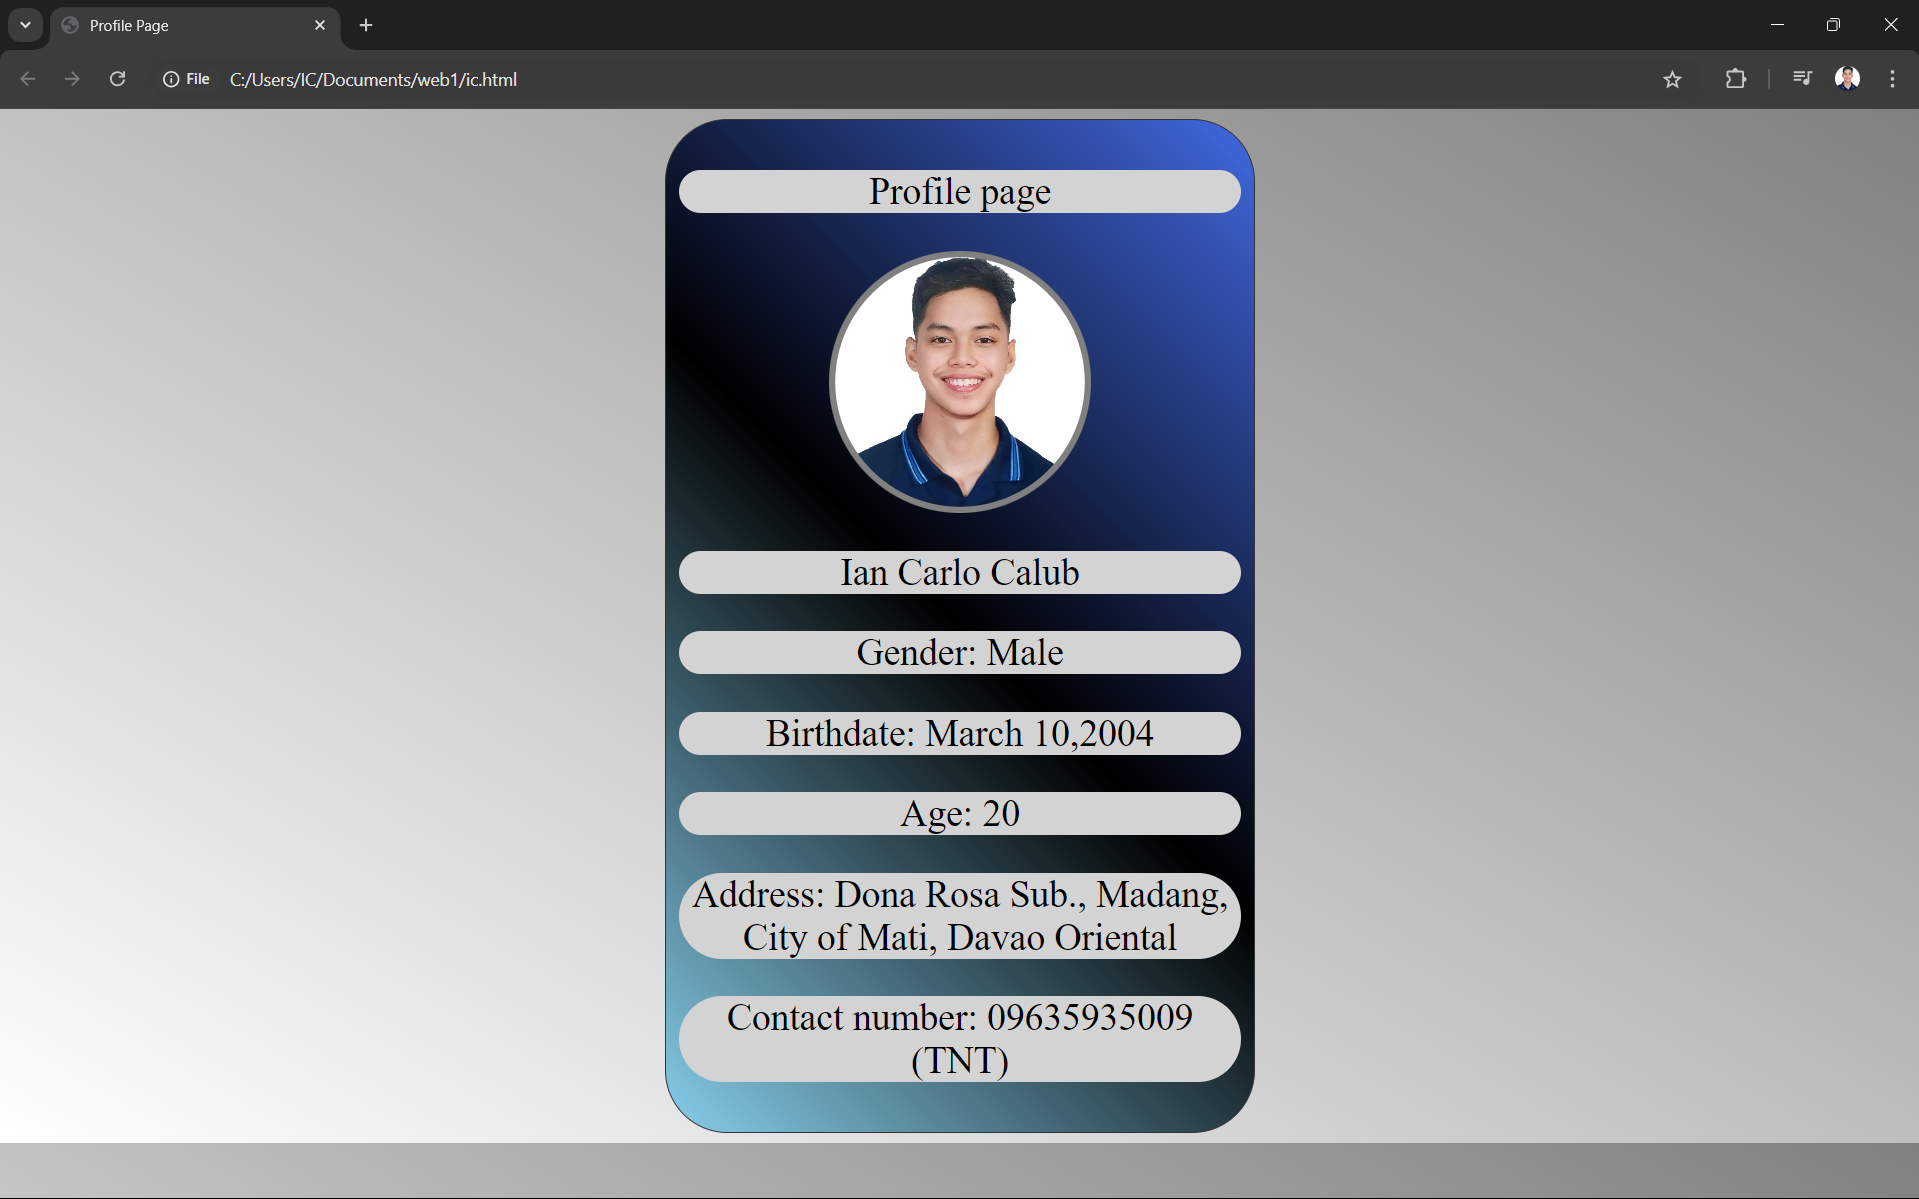 Profile Page
File C:/Users/IC/Documents/web1/ic.html
Profile page
Ian Carlo Calub
Gender: Male
Birthdate: March 10,2004
Age: 20
Address: Dona Rosa Sub., Madang,
City of Mati, Davao Oriental
Contact number: 09635935009
(TNT)